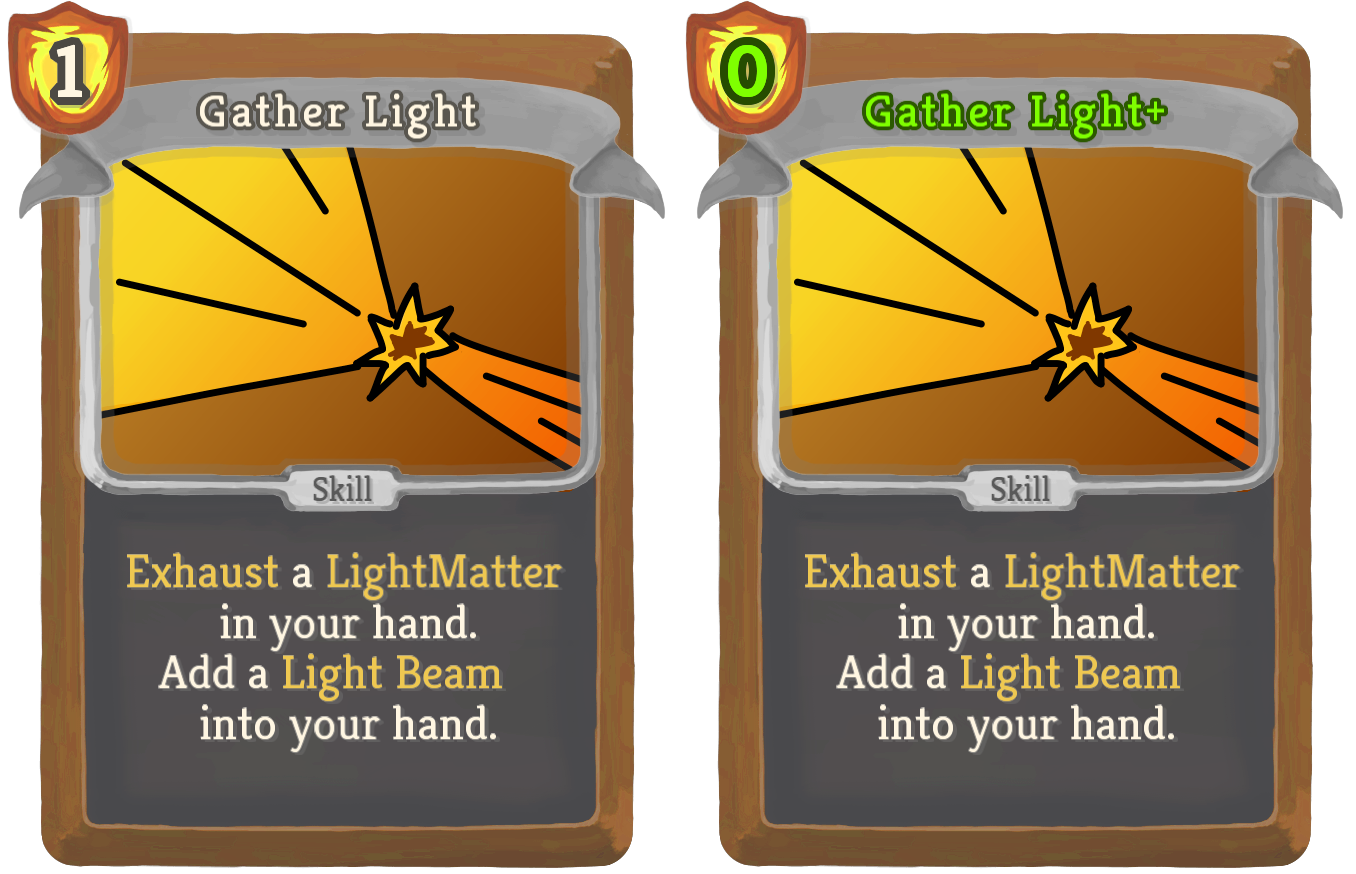 1
Gather Light
Skill
Exhaust a LightMatter
in your hand.
Add a Light Beam
into your hand.
0
Gather Light+
Skill
Exhaust a LightMatter
in your hand.
Add a Light Beam
into your hand.